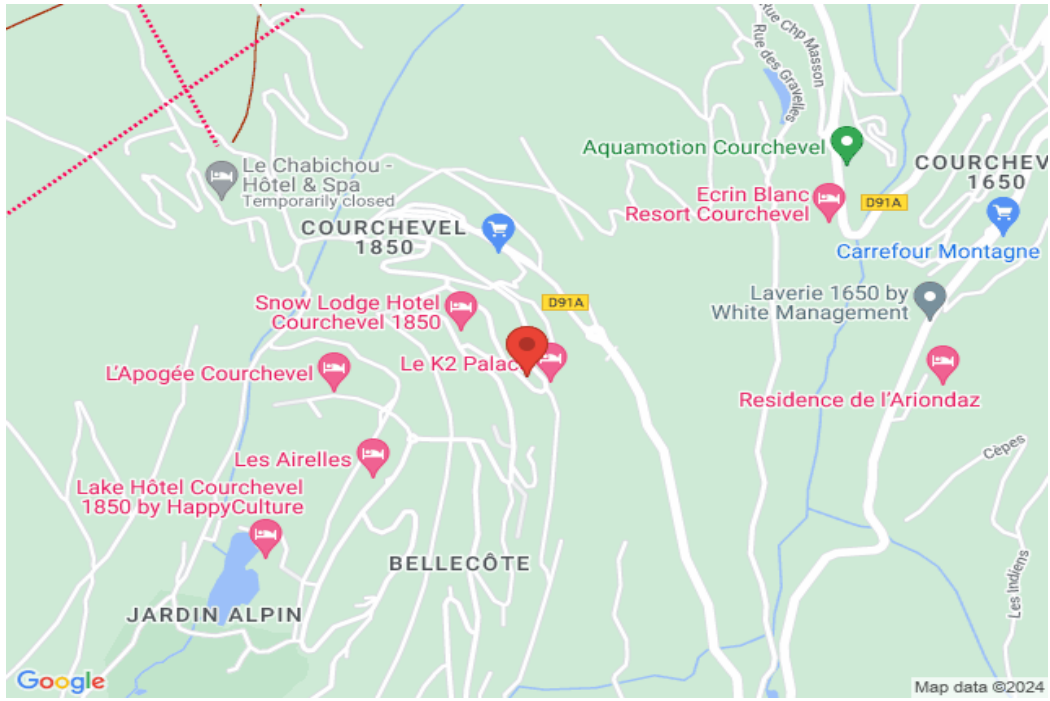 Rue Chp Masson
Rue des Gravelles
Aquamotion Courchevel
COURCHEV
1650
Le Chabichou -
Hôtel & Spa
Temporarily closed
Ecrin Blanc
Resort Courchevel
D91A
COURCHEVEL
1850
Carrefour Montagne
Laverie 1650 by
White Management
Snow Lodge Hotel
Courchevel 1850
D91A
Le K2 Palac
L'Apogée Courchevel
Residence de l'Ariondaz
Les Airelles
Cèpes
Lake Hôtel Courchevel
1850 by HappyCulture
BELLECÔTE
Les Indiens
JARDIN ALPIN
Google
Map data ©2024